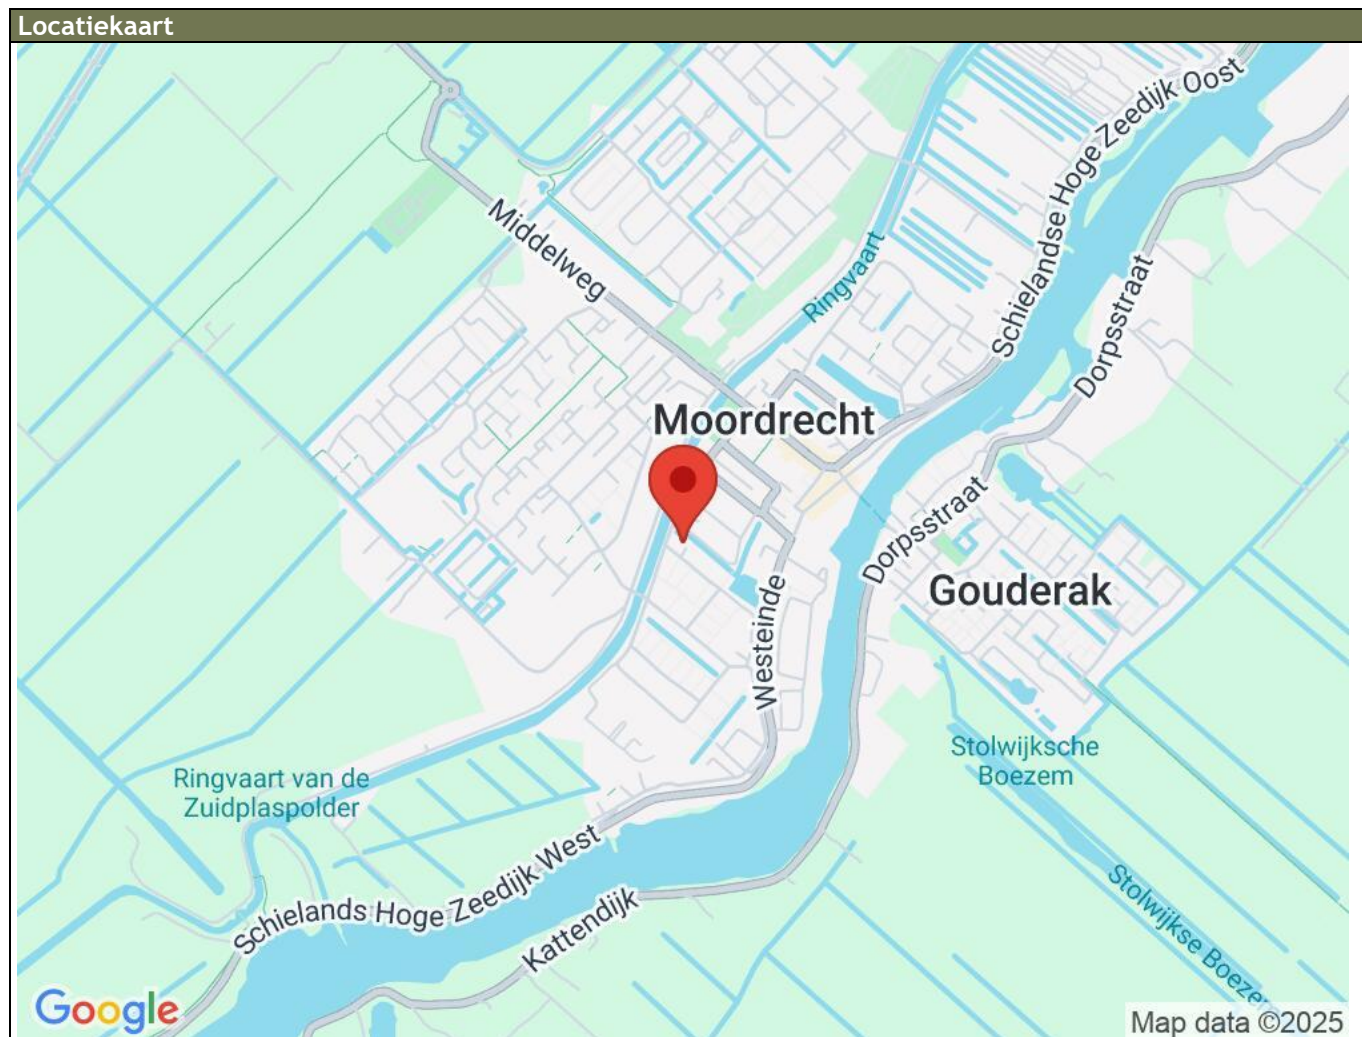 Locatiekaart
Schielandse Hoge Zeedijk Oost
Middelweg
Ringvaart
Dorpsstraat
Moordrecht
Dorpsstraat
Gouderak
Westeinde
Stolwijksche
Boezem
Ringvaart van de
Zuidplaspolder
Schielands Hoge Zeedijk West
Kattendijk
Stolwijkse Boezem
Google
Map data ©2025